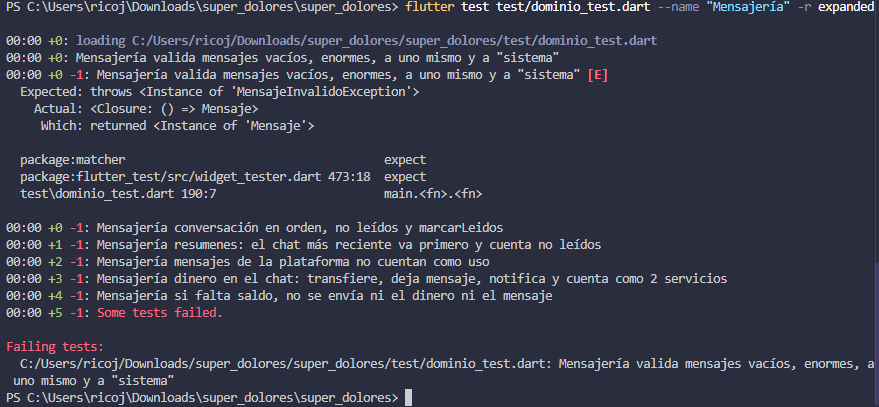 PS C:\Users\ricoj\Downloads\super_dolores\super_dolores> flutter test test/dominio_test.dart --name "Mensajería" -r expanded
00:00 +0: loading C:/Users/ricoj/Downloads/super_dolores/super_dolores/test/dominio_test.dart
00:00 +0: Mensajería valida mensajes vacíos, enormes, a uno mismo y a "sistema"
00:00 +0 -1: Mensajería valida mensajes vacíos, enormes, a uno mismo y a "sistema" [E]
Expected: throws <Instance of 'MensajeInvalidoException'>
Actual: <Closure: () => Mensaje>
Which: returned <Instance of 'Mensaje'>
package:matcher expect
package:flutter_test/src/widget_tester.dart 473:18 expect
test\dominio_test.dart 190:7 main.<fn>.<fn>
00:00 +0 -1: Mensajería conversación en orden, no leídos y marcarLeidos
00:00 +1 -1: Mensajería resumenes: el chat más reciente va primero y cuenta no leídos
00:00 +2 -1: Mensajería mensajes de la plataforma no cuentan como uso
00:00 +3 -1: Mensajería dinero en el chat: transfiere, deja mensaje, notifica y cuenta como 2 servicios
00:00 +4 -1: Mensajería si falta saldo, no se envía ni el dinero ni el mensaje
00:00 +5 -1: Some tests failed.
Failing tests:
C:/Users/ricoj/Downloads/super_dolores/super_dolores/test/dominio_test.dart: Mensajería valida mensajes vacíos, enormes, a
uno mismo y a "sistema"
PS C:\Users\ricoj\Downloads\super_dolores\super_dolores>